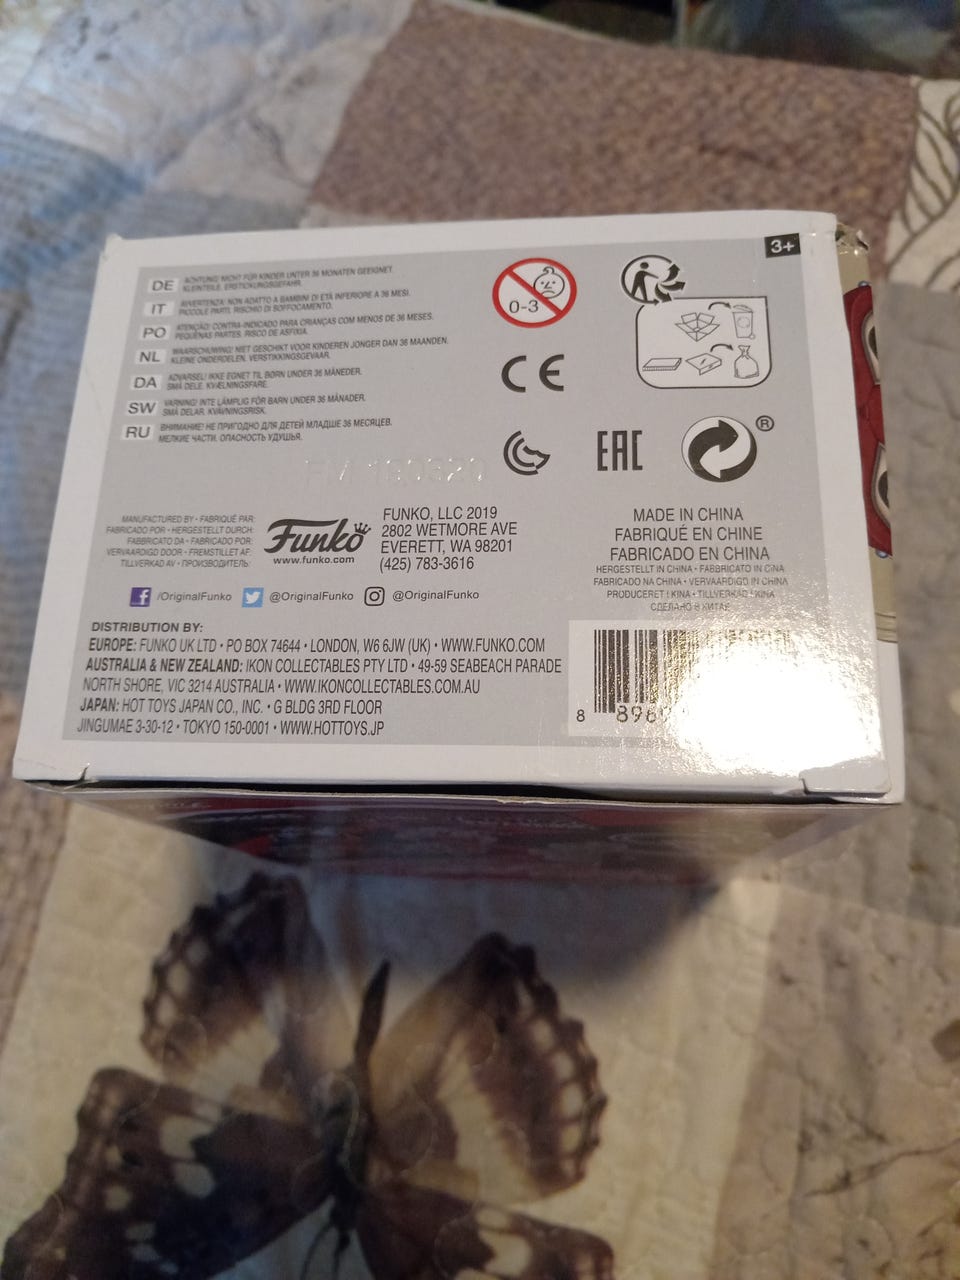 3+
DE ACHTUNG! NICHT FÜR KINDER UNTER 36 MONATEN GEEIGNET.
KLEINTEILE. ERSTICKUNGSGEFAHR.
IT AVVERTENZA: NON ADATTO A BAMBINI DI ETÀ INFERIORE A 36 MESI.
PICCOLE PARTI. RISCHIO DI SOFFOCAMENTO.
PO ATENÇÃO: CONTRA-INDICADO PARA CRIANÇAS COM MENOS DE 36 MESES.
PEQUENAS PARTES. RISCO DE ASFIXIA.
NL WAARSCHUWING! NIET GESCHIKT VOOR KINDEREN JONGER DAN 36 MAANDEN.
KLEINE ONDERDELEN. VERSTIKKINGSGEVAAR.
DA ADVARSEL! IKKE EGNET TIL BØRN UNDER 36 MÅNEDER.
SMÅ DELE. KVÆLNINGSFARE.
SW VARNING! INTE LÄMPLIG FÖR BARN UNDER 36 MÅNADER.
SMÅ DELAR. KVÄVNINGSRISK.
RU ВНИМАНИЕ! НЕ ПРИГОДНО ДЛЯ ДЕТЕЙ МЛАДШЕ 36 МЕСЯЦЕВ.
МЕЛКИЕ ЧАСТИ. ОПАСНОСТЬ УДУШЬЯ.
0-3
CE
EAC
®
MANUFACTURED BY • FABRIQUÉ PAR:
FABRICADO POR • HERGESTELLT DURCH:
FABBRICATO DA • FABRICADO POR:
VERVAARDIGD DOOR • FREMSTILLET AF:
TILLVERKAD AV • ПРОИЗВОДИТЕЛЬ:
Funko
www.funko.com
FUNKO, LLC 2019
2802 WETMORE AVE
EVERETT, WA 98201
(425) 783-3616
MADE IN CHINA
FABRIQUÉ EN CHINE
FABRICADO EN CHINA
HERGESTELLT IN CHINA • FABBRICATO IN CINA
FABRICADO NA CHINA • VERVAARDIGD IN CHINA
PRODUCERET I KINA • TILLVERKAD I KINA
СДЕЛАНО В КИТАЕ
/OriginalFunko @OriginalFunko @OriginalFunko
DISTRIBUTION BY:
EUROPE: FUNKO UK LTD • PO BOX 74644 • LONDON, W6 6JW (UK) • WWW.FUNKO.COM
AUSTRALIA & NEW ZEALAND: IKON COLLECTABLES PTY LTD • 49-59 SEABEACH PARADE
NORTH SHORE, VIC 3214 AUSTRALIA • WWW.IKONCOLLECTABLES.COM.AU
JAPAN: HOT TOYS JAPAN CO., INC. • G BLDG 3RD FLOOR
JINGUMAE 3-30-12 • TOKYO 150-0001 • WWW.HOTTOYS.JP
8 8969